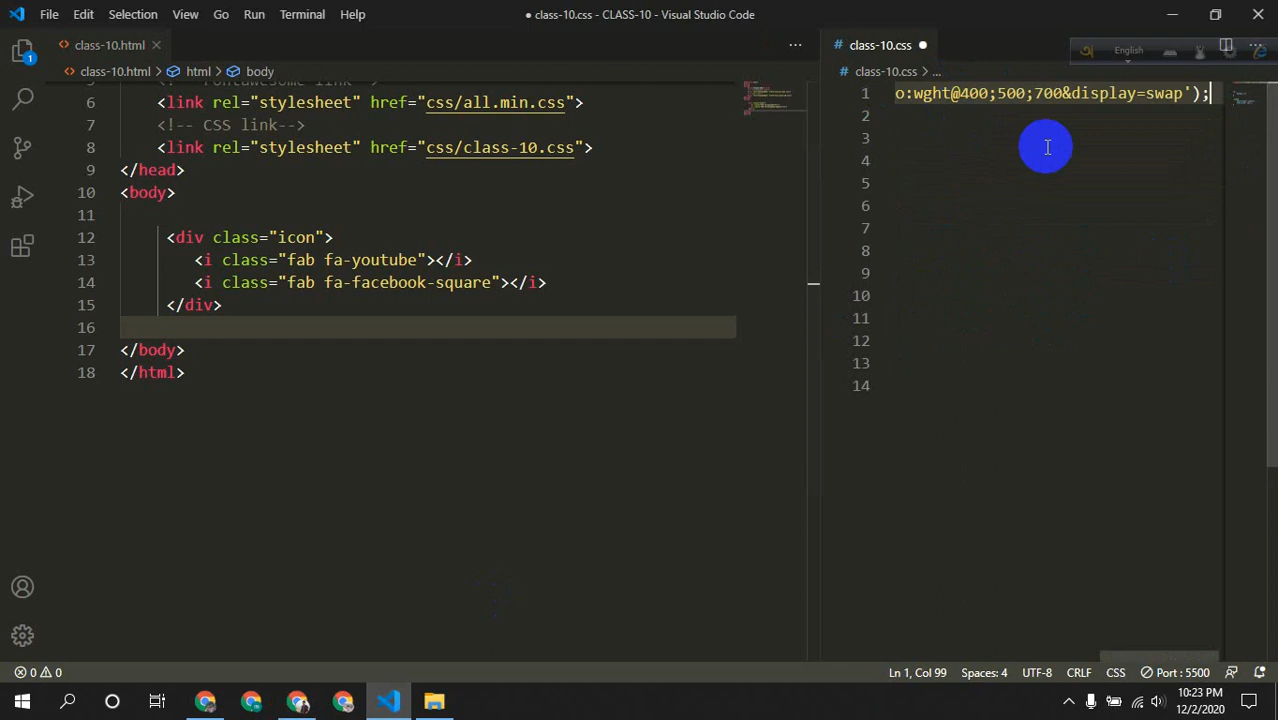 File Edit Selection View Go Run Terminal Help
● class-10.css - CLASS-10 - Visual Studio Code
class-10.html
class-10.html > html > body
6 <link rel="stylesheet" href="css/all.min.css">
7 <!-- CSS link-->
8 <link rel="stylesheet" href="css/class-10.css">
9 </head>
10 <body>
11
12 <div class="icon">
13 <i class="fab fa-youtube"></i>
14 <i class="fab fa-facebook-square"></i>
15 </div>
16
17 </body>
18 </html>
# class-10.css ●
অ English
# class-10.css > ...
1 o:wght@400;500;700&display=swap');
2
3
4
5
6
7
8
9
10
11
12
13
14
1
0 0
Ln 1, Col 99 Spaces: 4 UTF-8 CRLF CSS Port : 5500
10:23 PM
12/2/2020